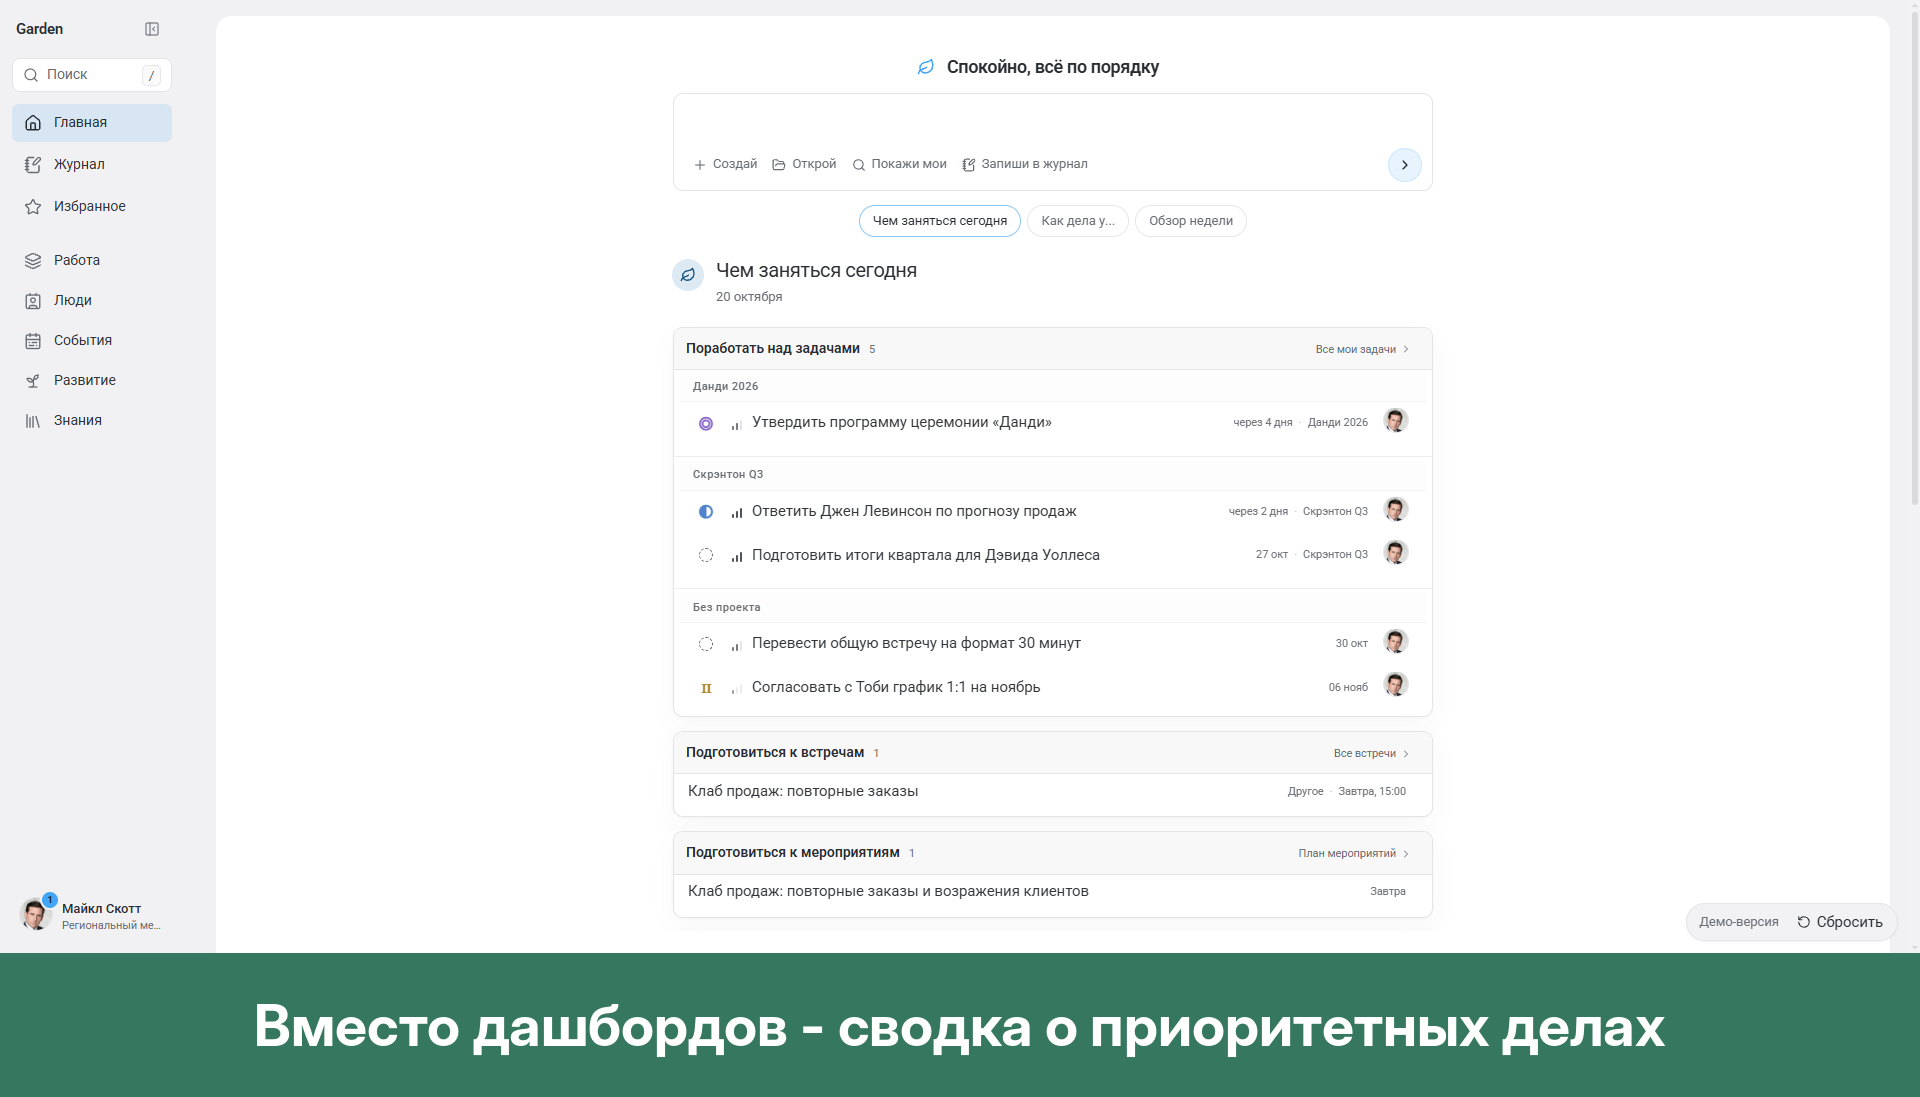 Garden
Поиск
/
Главная
Журнал
Избранное
Работа
Люди
События
Развитие
Знания
1
Майкл Скотт
Региональный ме...
Спокойно, всё по порядку
Создай Открой Покажи мои Запиши в журнал
Чем заняться сегодня Как дела у... Обзор недели
Чем заняться сегодня
20 октября
Поработать над задачами 5 Все мои задачи
Данди 2026
Утвердить программу церемонии «Данди» через 4 дня · Данди 2026
Скрэнтон Q3
Ответить Джен Левинсон по прогнозу продаж через 2 дня · Скрэнтон Q3
Подготовить итоги квартала для Дэвида Уоллеса 27 окт · Скрэнтон Q3
Без проекта
Перевести общую встречу на формат 30 минут 30 окт
Согласовать с Тоби график 1:1 на ноябрь 06 нояб
Подготовиться к встречам 1 Все встречи
Клаб продаж: повторные заказы Другое · Завтра, 15:00
Подготовиться к мероприятиям 1 План мероприятий
Клаб продаж: повторные заказы и возражения клиентов Завтра
Демо-версия Сбросить
Вместо дашбордов - сводка о приоритетных делах